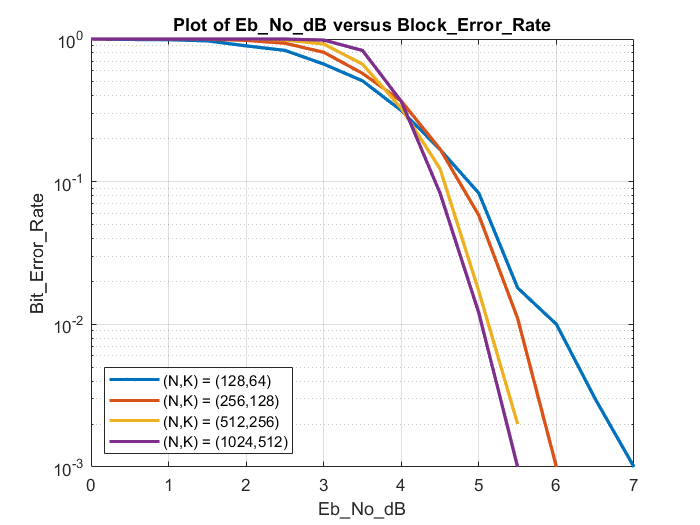 Plot of Eb_No_dB versus Block_Error_Rate
10^0
10^-1
10^-2
10^-3
Bit_Error_Rate
(N,K) = (128,64)
(N,K) = (256,128)
(N,K) = (512,256)
(N,K) = (1024,512)
0 1 2 3 4 5 6 7
Eb_No_dB